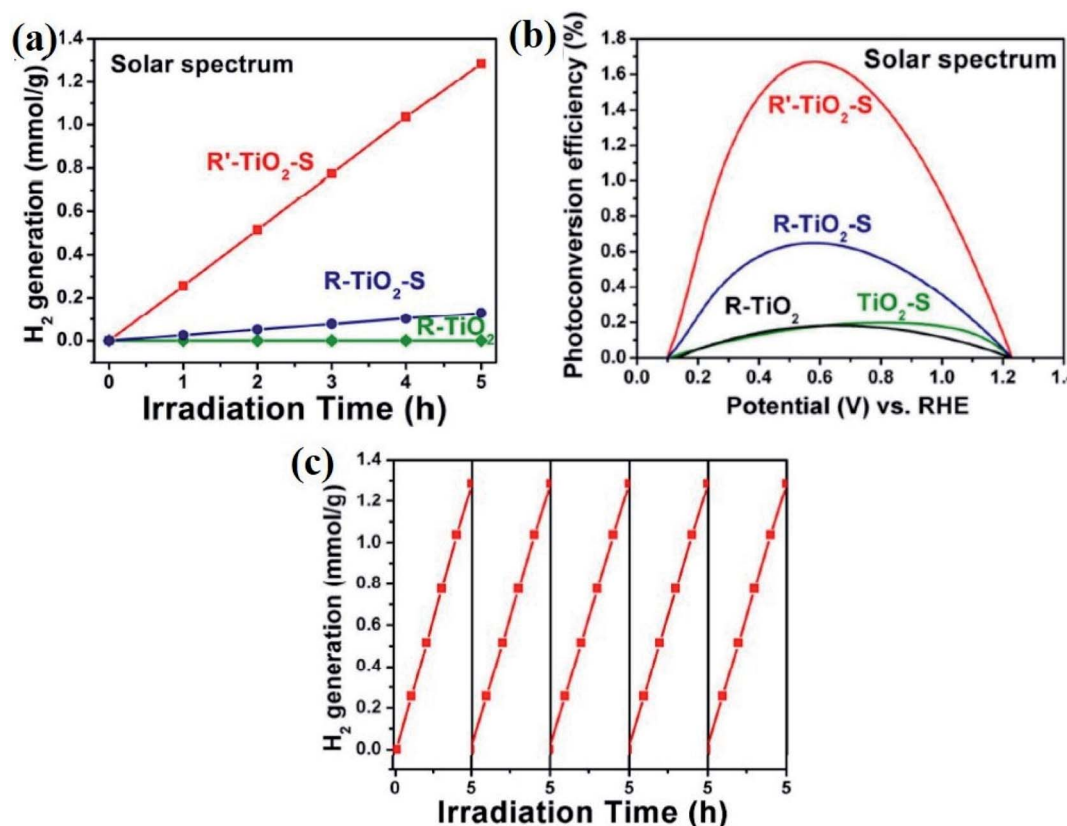 (a)
H₂ generation (mmol/g)
1.4
1.2
1.0
0.8
0.6
0.4
0.2
0.0
Solar spectrum
R'-TiO₂-S
R-TiO₂-S
R-TiO₂
0 1 2 3 4 5
Irradiation Time (h)
(b)
Photoconversion efficiency (%)
1.8
1.6
1.4
1.2
1.0
0.8
0.6
0.4
0.2
0.0
Solar spectrum
R'-TiO₂-S
R-TiO₂-S
R-TiO₂ TiO₂-S
0.0 0.2 0.4 0.6 0.8 1.0 1.2 1.4
Potential (V) vs. RHE
(c)
H₂ generation (mmol/g)
1.4
1.2
1.0
0.8
0.6
0.4
0.2
0.0
0 5 5 5 5 5
Irradiation Time (h)